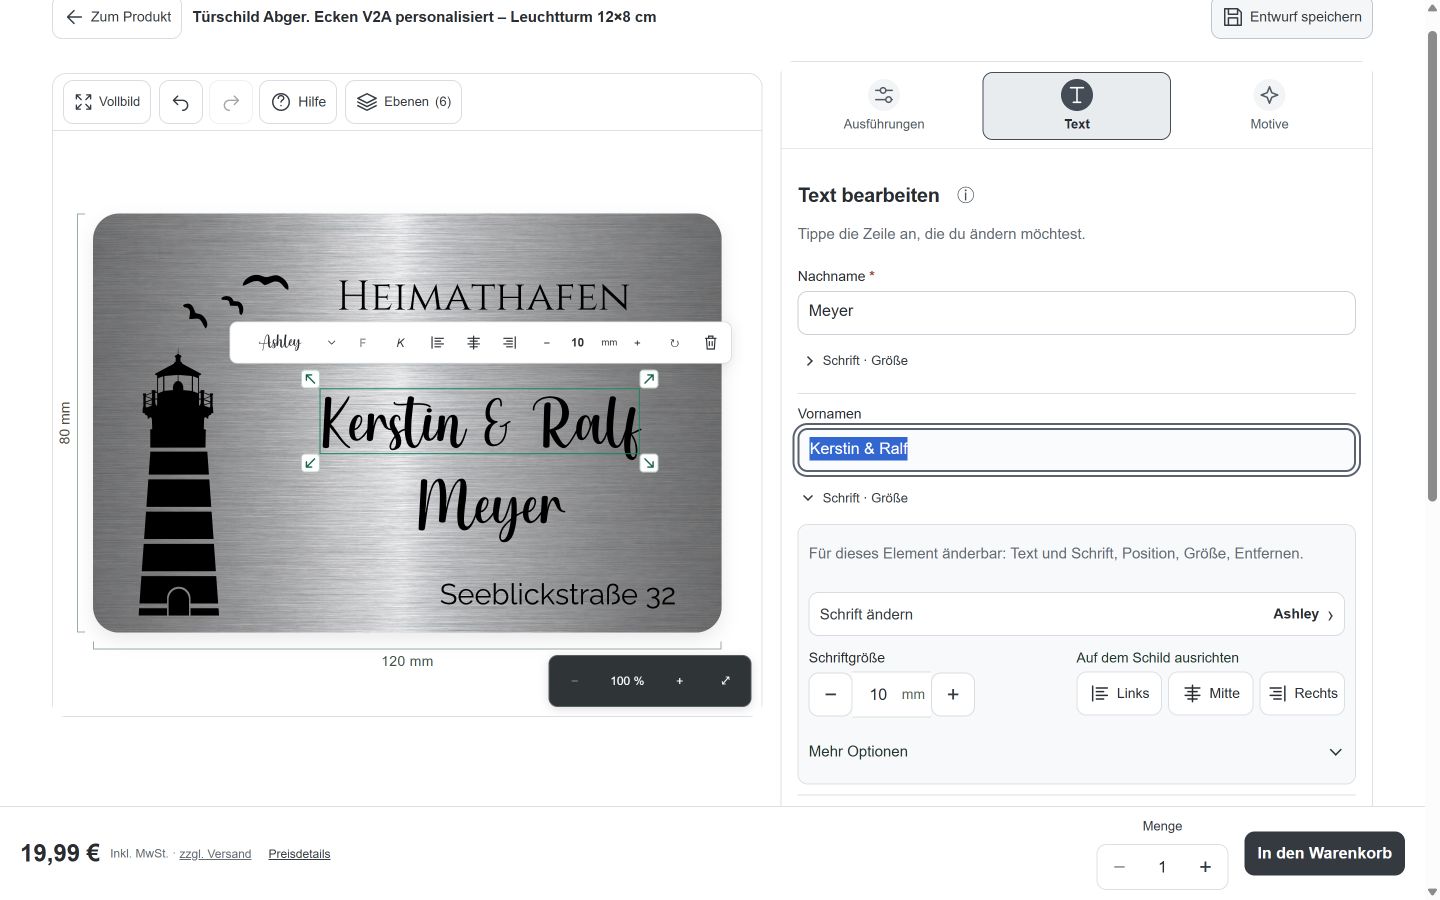 Zum Produkt
Türschild Abger. Ecken V2A personalisiert – Leuchtturm 12×8 cm
Entwurf speichern
Vollbild
Hilfe
Ebenen (6)
Ausführungen
Text
Motive
Heimathafen
Ashley
F
K
− 10 mm +
Kerstin & Ralf
Meyer
Seeblickstraße 32
80 mm
120 mm
− 100 % +
Text bearbeiten
Tippe die Zeile an, die du ändern möchtest.
Nachname *
Meyer
Schrift · Größe
Vornamen
Kerstin & Ralf
Schrift · Größe
Für dieses Element änderbar: Text und Schrift, Position, Größe, Entfernen.
Schrift ändern
Ashley
Schriftgröße
− 10 mm +
Auf dem Schild ausrichten
Links
Mitte
Rechts
Mehr Optionen
19,99 € Inkl. MwSt. · zzgl. Versand Preisdetails
Menge
− 1 +
In den Warenkorb